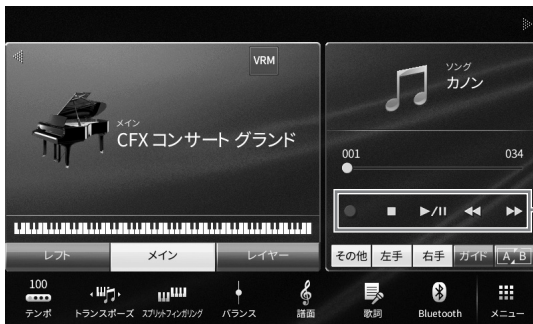 VRM
メイン
CFXコンサートグランド
ソング
カノン
001 034
レフト メイン レイヤー
その他 左手 右手 ガイド A B
100
テンポ トランスポーズ スプリットフィンガリング バランス 譜面 歌詞 Bluetooth メニュー